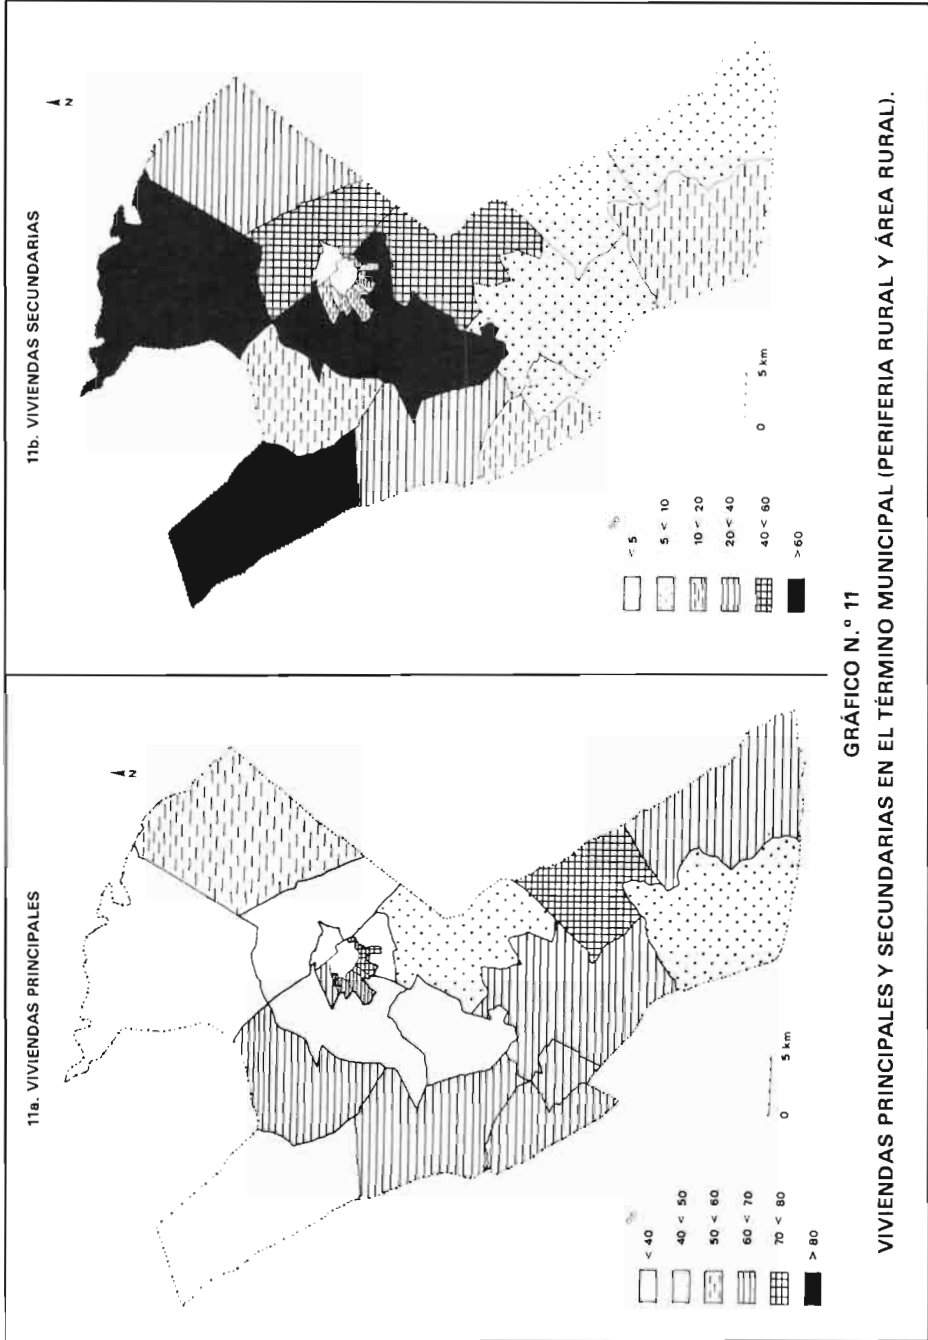 11a. VIVIENDAS PRINCIPALES
N
%
< 40
40 < 50
50 < 60
60 < 70
70 < 80
> 80
0 5 km
11b. VIVIENDAS SECUNDARIAS
N
%
< 5
5 < 10
10 < 20
20 < 40
40 < 60
> 60
0 5 km
GRÁFICO N.º 11
VIVIENDAS PRINCIPALES Y SECUNDARIAS EN EL TÉRMINO MUNICIPAL (PERIFERIA RURAL Y ÁREA RURAL).